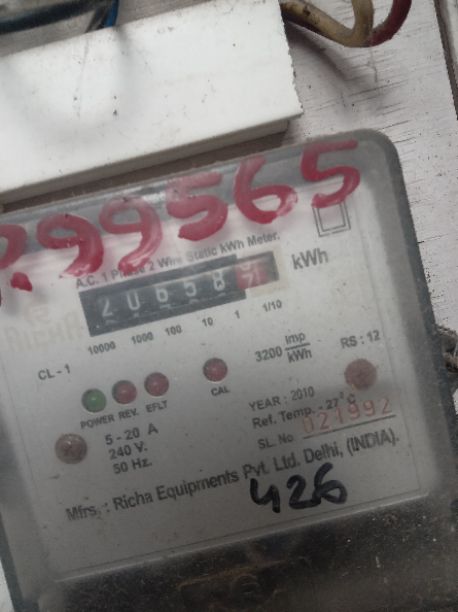 P.99565
A.C. 1 Phase 2 Wire Static kWh Meter.
20658 kWh
10000 1000 100 10 1 1/10
CL - 1
3200 imp/kWh
RS : 12
POWER REV. EFLT CAL
5 - 20 A
240 V.
50 Hz.
YEAR : 2010
Ref. Temp. - 27°C
SL. No 021992
Mfrs. : Richa Equipments Pvt. Ltd. Delhi, (INDIA).
426